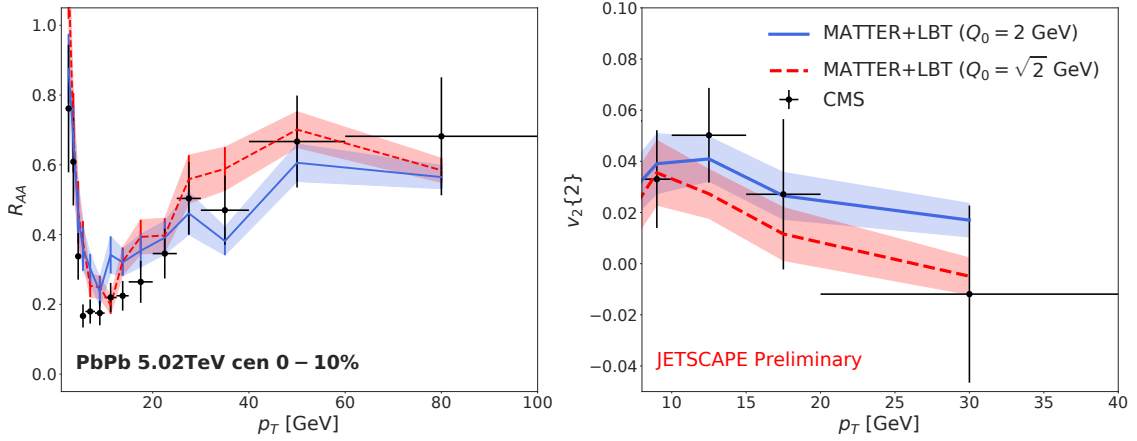 1.0
0.8
0.6
0.4
0.2
0.0
R_{AA}
PbPb 5.02TeV cen 0 − 10%
20 40 60 80 100
p_T [GeV]
0.10
0.08
0.06
0.04
0.02
0.00
−0.02
−0.04
v_2{2}
MATTER+LBT (Q_0 = 2 GeV)
MATTER+LBT (Q_0 = √2 GeV)
CMS
JETSCAPE Preliminary
10 15 20 25 30 35 40
p_T [GeV]